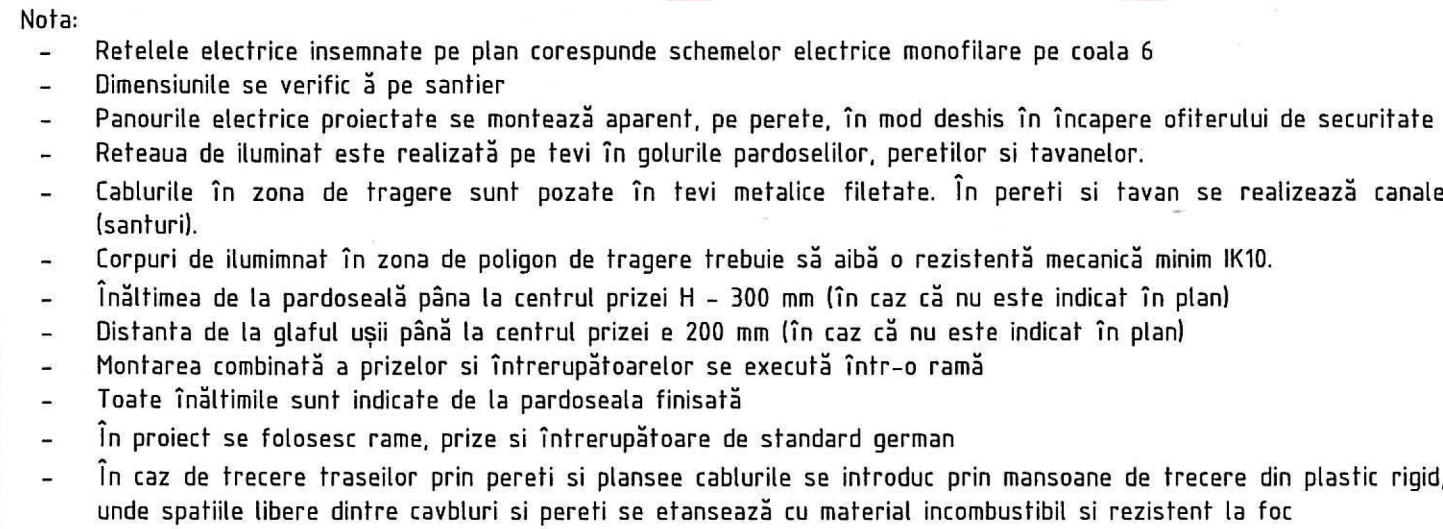 Nota:
- Retelele electrice insemnate pe plan corespunde schemelor electrice monofilare pe coala 6
- Dimensiunile se verific ă pe santier
- Panourile electrice proiectate se montează aparent, pe perete, în mod deshis în încapere ofiterului de securitate
- Reteaua de iluminat este realizată pe tevi în golurile pardoselilor, peretilor si tavanelor.
- Cablurile în zona de tragere sunt pozate în tevi metalice filetate. În pereti si tavan se realizează canale
(santuri).
- Corpuri de ilumimnat în zona de poligon de tragere trebuie să aibă o rezistentă mecanică minim IK10.
- Înăltimea de la pardoseală pâna la centrul prizei H – 300 mm (în caz că nu este indicat în plan)
- Distanta de la glaful ușii până la centrul prizei e 200 mm (în caz că nu este indicat în plan)
- Montarea combinată a prizelor si întrerupătoarelor se execută într-o ramă
- Toate înăltimile sunt indicate de la pardoseala finisată
- În proiect se folosesc rame, prize si întrerupătoare de standard german
- În caz de trecere traseilor prin pereti si plansee cablurile se introduc prin mansoane de trecere din plastic rigid,
unde spatiile libere dintre cavbluri si pereti se etansează cu material incombustibil si rezistent la foc